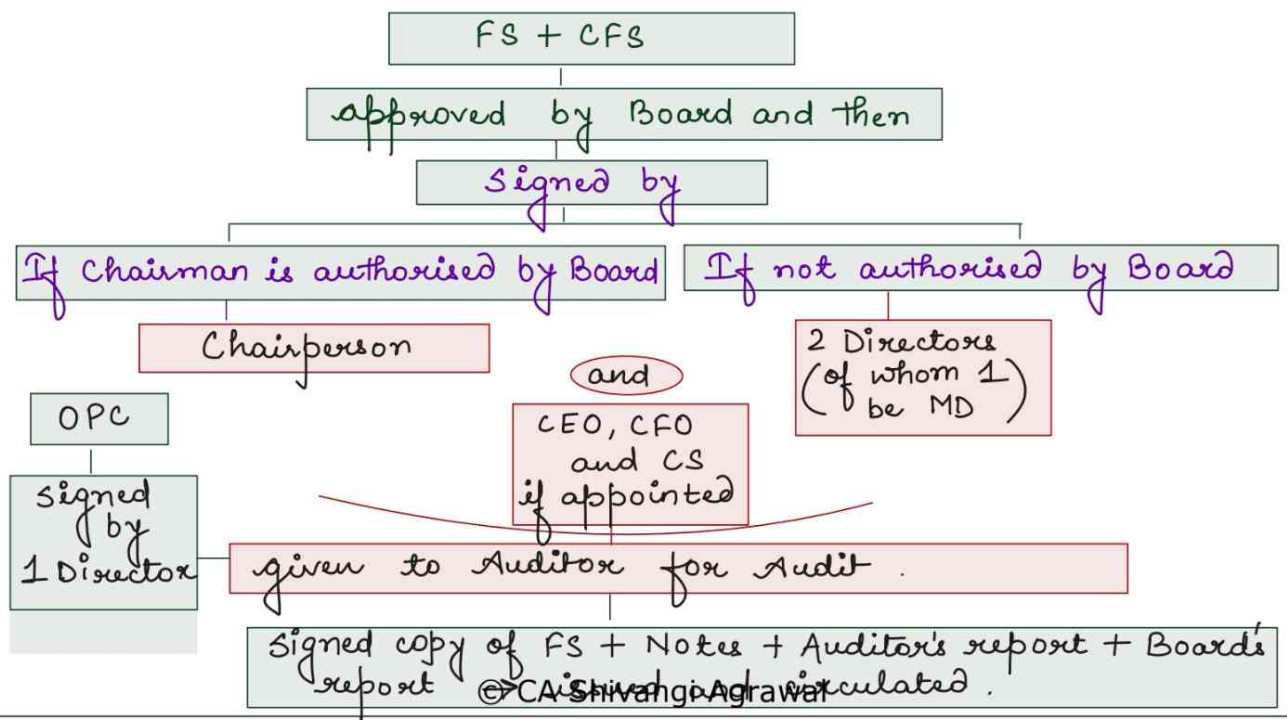 FS + CFS
approved by Board and then
signed by
If Chairman is authorised by Board
If not authorised by Board
Chairperson
2 Directors
(of whom 1
be MD)
and
OPC
CEO, CFO
and CS
if appointed
signed
by
1 Director
given to Auditor for Audit.
signed copy of FS + Notes + Auditor's report + Board's
report → issued and circulated.
© CA Shivangi Agrawal